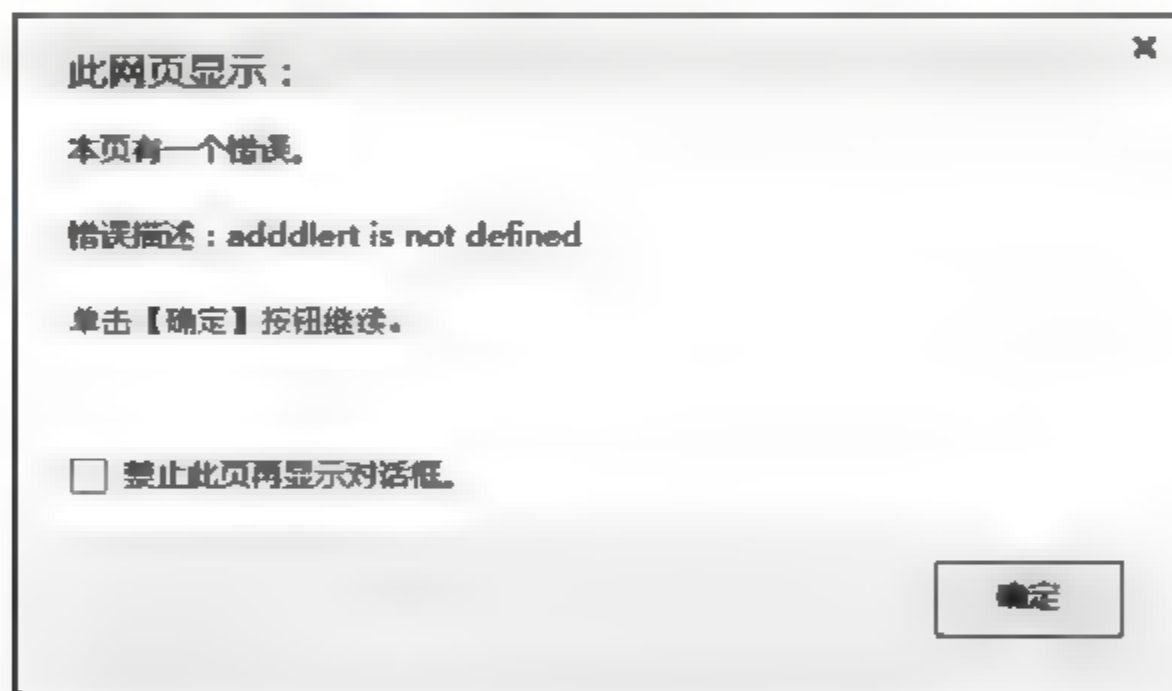 此网页显示：
本页有一个错误。
错误描述：adddlert is not defined
单击【确定】按钮继续。
禁止此页再显示对话框。
确定